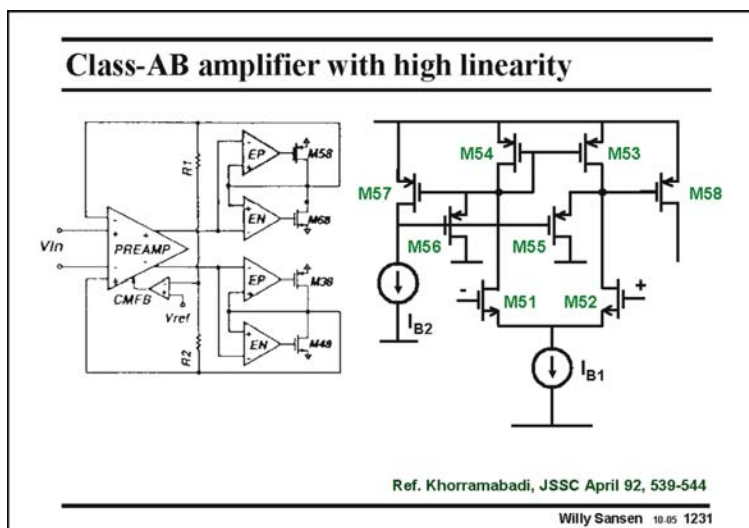 Class-AB amplifier with high linearity
EP
M58
R1
EN
M68
Vin
PREAMP
CMFB
Vref
R2
EP
M38
EN
M48
M54
M53
M57
M58
M56
M55
M51
M52
-
+
IB2
IB1
Ref. Khorramabadi, JSSC April 92, 539-544
Willy Sansen 10-05 1231